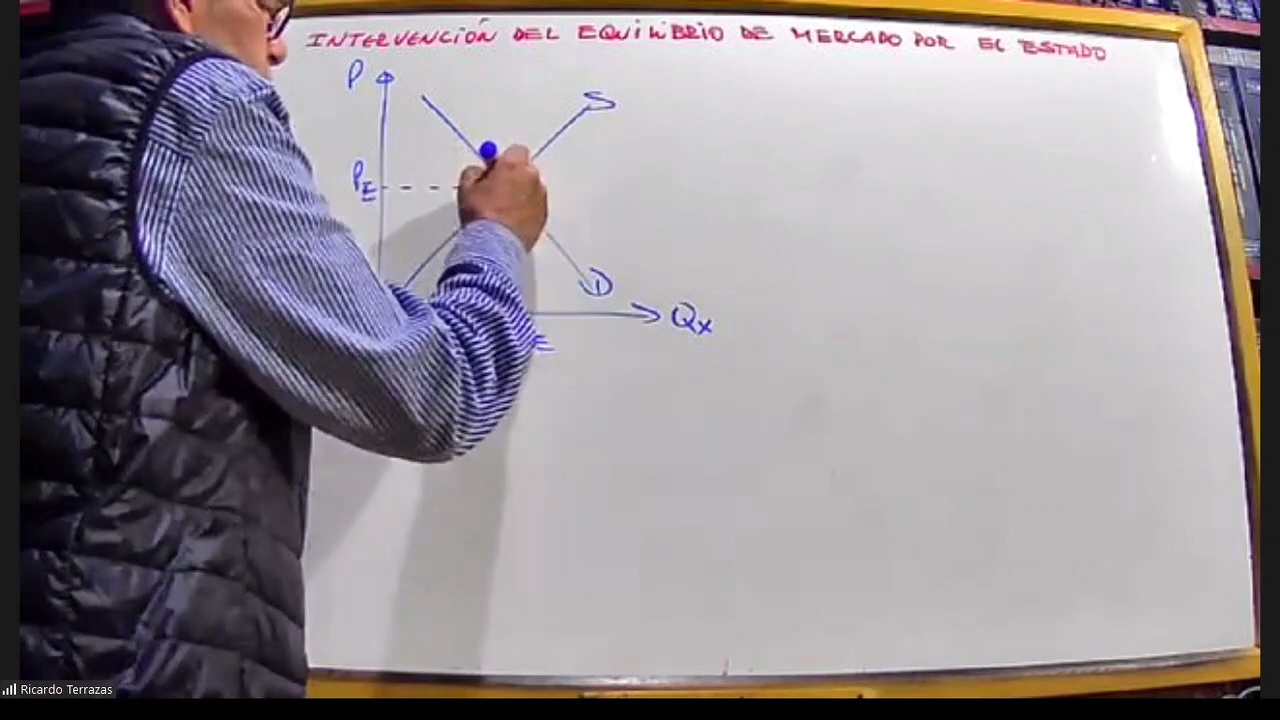 INTERVENCIÓN DEL EQUILIBRIO DE MERCADO POR EL ESTADO
P
S
PE
D
Qx
E
Ricardo Terrazas